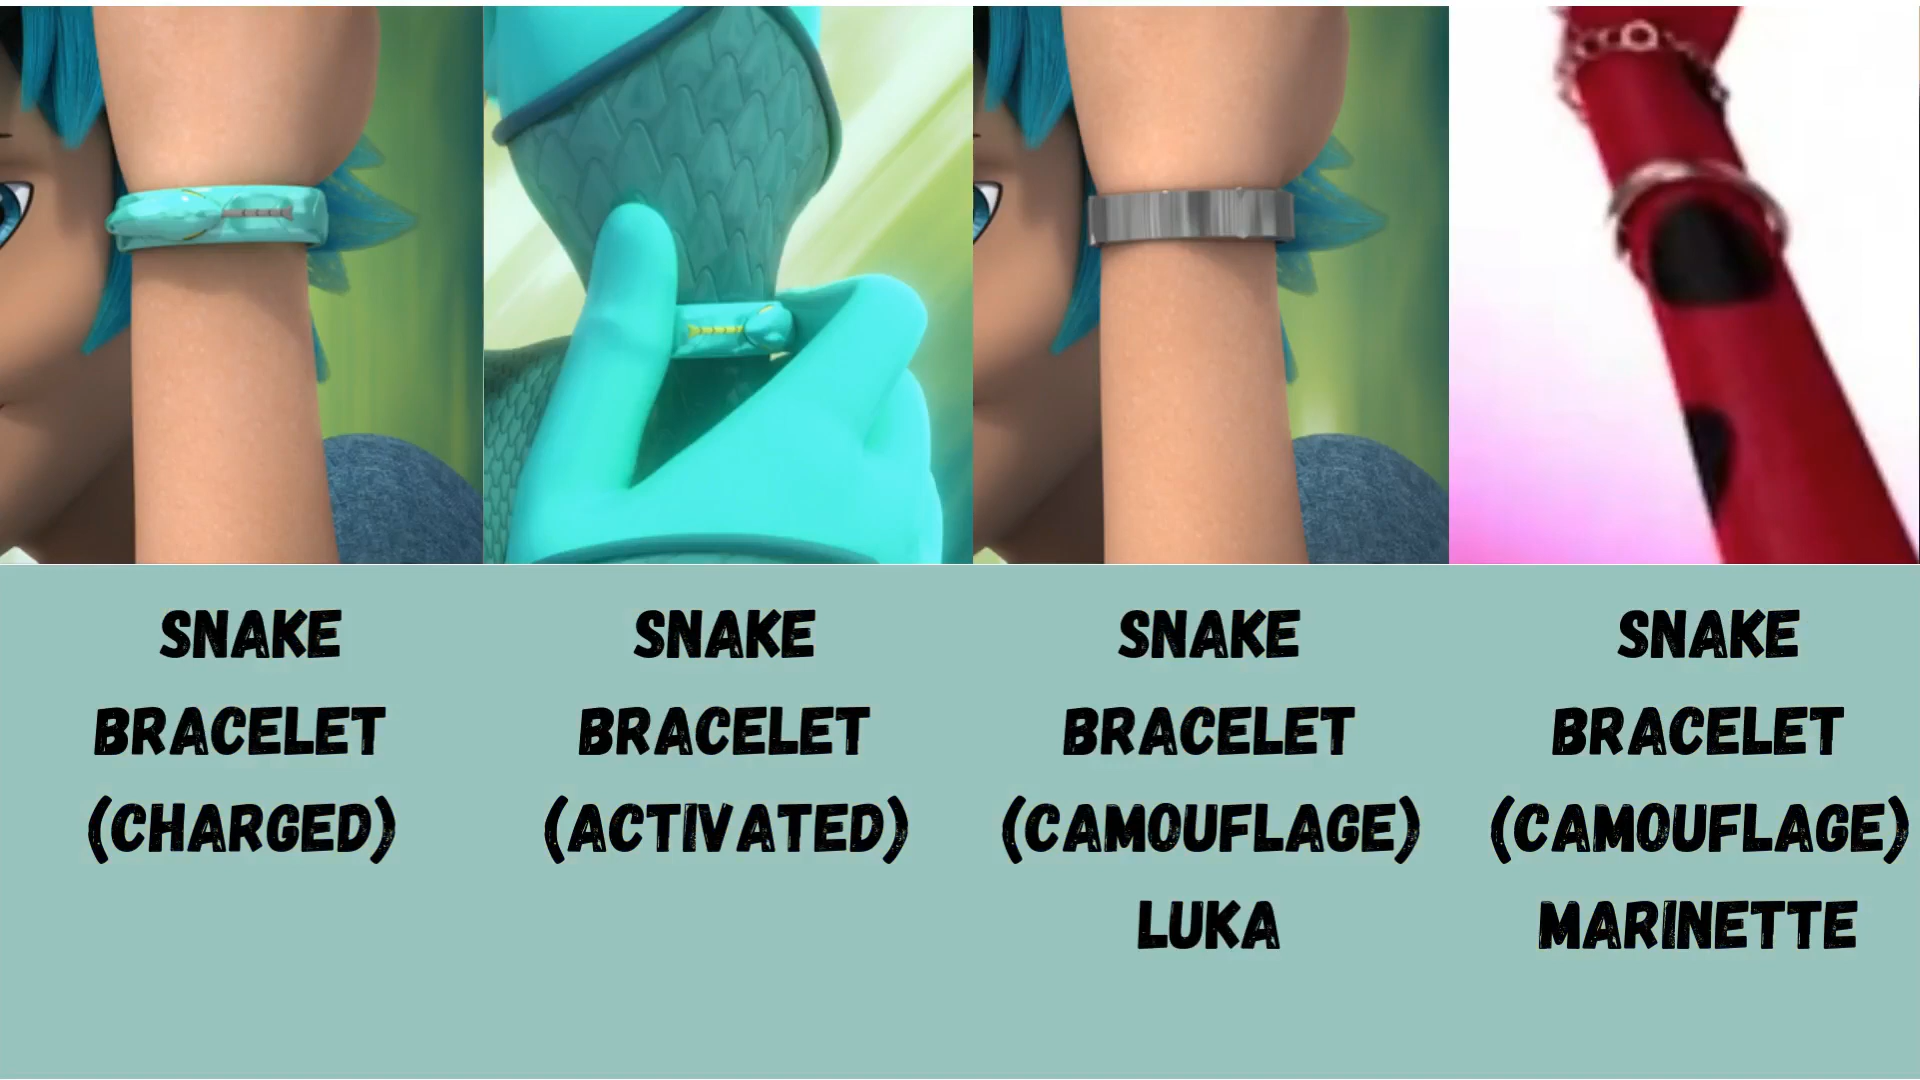 SNAKE
BRACELET
(CHARGED)
SNAKE
BRACELET
(ACTIVATED)
SNAKE
BRACELET
(CAMOUFLAGE)
LUKA
SNAKE
BRACELET
(CAMOUFLAGE)
MARINETTE